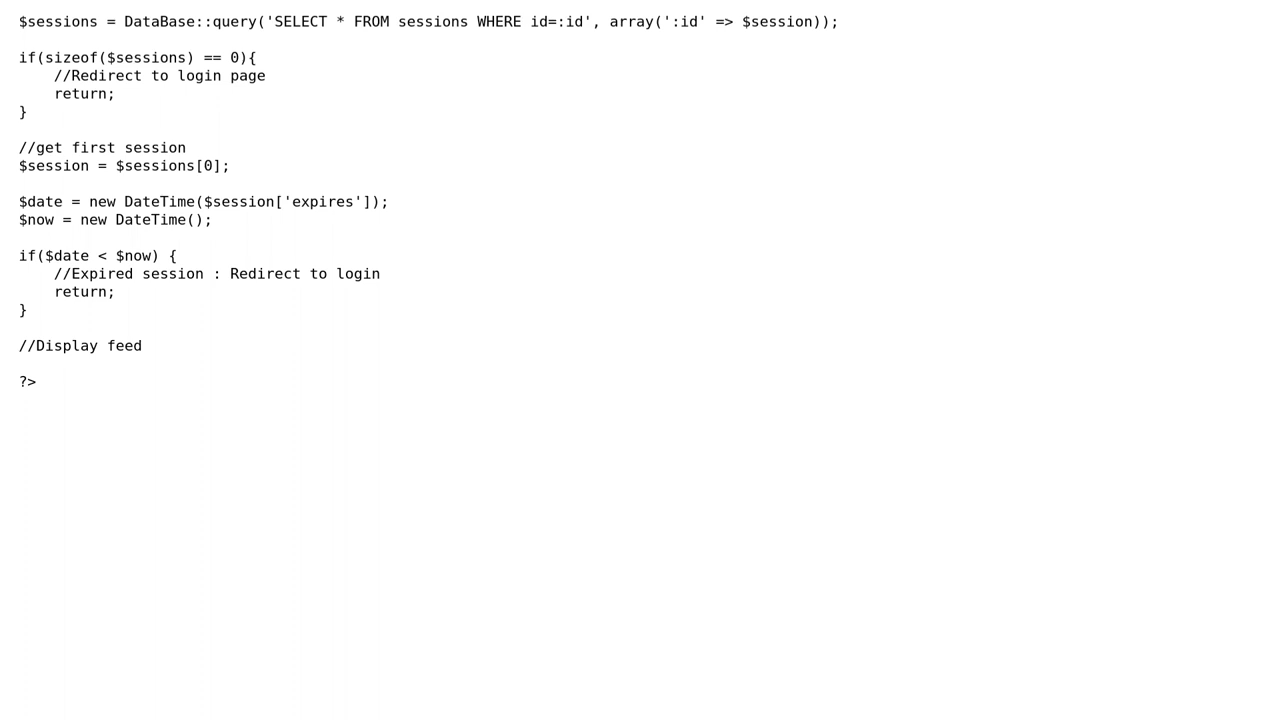 $sessions = DataBase::query('SELECT * FROM sessions WHERE id=:id', array(':id' => $session));

if(sizeof($sessions) == 0){
    //Redirect to login page
    return;
}

//get first session
$session = $sessions[0];

$date = new DateTime($session['expires']);
$now = new DateTime();

if($date < $now) {
    //Expired session : Redirect to login
    return;
}

//Display feed

?>